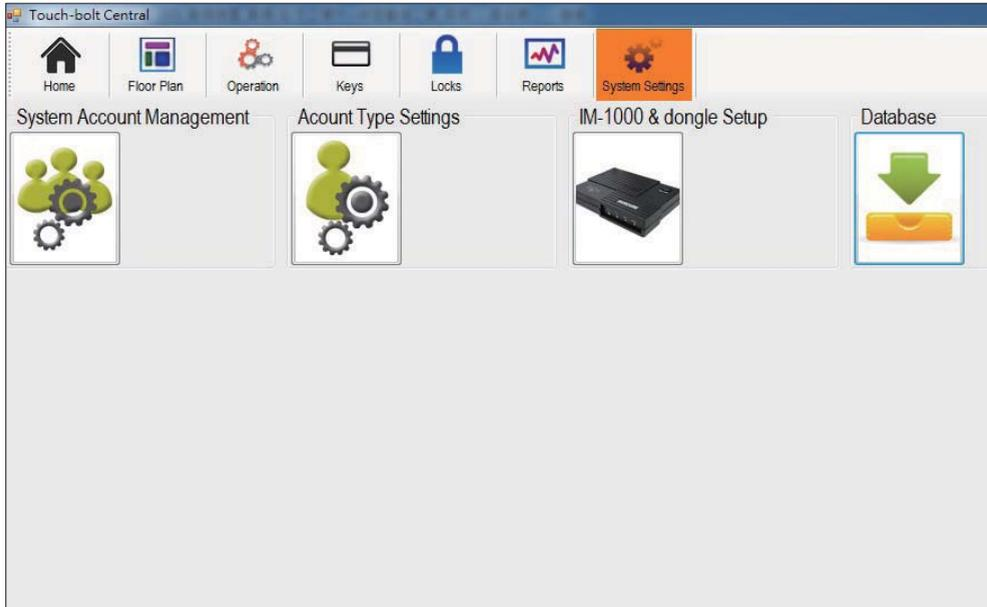 Touch-bolt Central
Home Floor Plan Operation Keys Locks Reports System Settings
System Account Management Acount Type Settings IM-1000 & dongle Setup Database